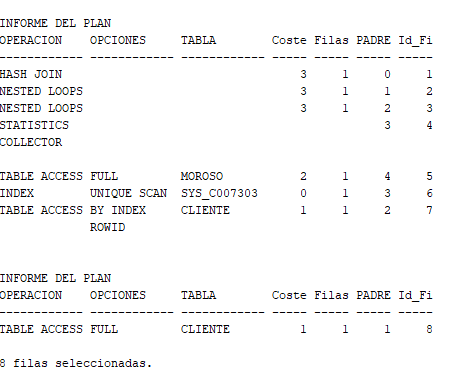 INFORME DEL PLAN
OPERACION    OPCIONES     TABLA        Coste Filas PADRE Id_Fi
------------ ------------ ------------ ----- ----- ----- -----
HASH JOIN                                  3     1     0     1
NESTED LOOPS                               3     1     1     2
NESTED LOOPS                               3     1     2     3
STATISTICS                                             3     4
COLLECTOR
TABLE ACCESS FULL         MOROSO           2     1     4     5
INDEX        UNIQUE SCAN  SYS_C007303      0     1     3     6
TABLE ACCESS BY INDEX     CLIENTE          1     1     2     7
             ROWID
INFORME DEL PLAN
OPERACION    OPCIONES     TABLA        Coste Filas PADRE Id_Fi
------------ ------------ ------------ ----- ----- ----- -----
TABLE ACCESS FULL         CLIENTE          1     1     1     8
8 filas seleccionadas.